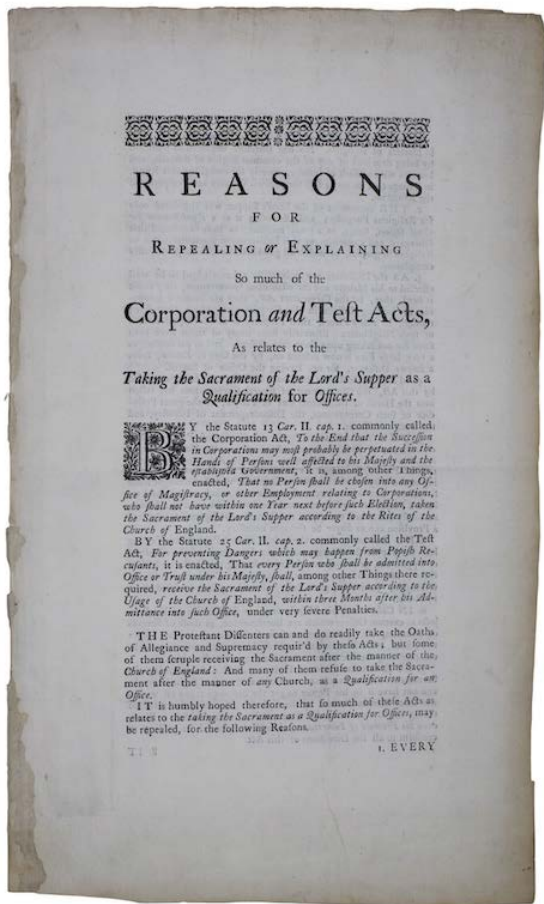 REASONS
FOR
REPEALING or EXPLAINING
So much of the
Corporation and Teſt Acts,
As relates to the
Taking the Sacrament of the Lord's Supper as a
Qualification for Offices.
BY the Statute 13 Car. II. cap. 1. commonly called
the Corporation Act, To the End that the Succeſſion
in Corporations may moſt probably be perpetuated in the
Hands of Perſons well affected to his Majeſty and the
eſtabliſhed Government, it is, among other Things,
enacted, That no Perſon ſhall be choſen into any Of-
fice of Magiſtracy, or other Employment relating to Corporations,
who ſhall not have within one Year next before ſuch Election, taken
the Sacrament of the Lord's Supper according to the Rites of the
Church of England.
BY the Statute 25 Car. II. cap. 2. commonly called the Teſt
Act, For preventing Dangers which may happen from Popiſh Re-
cuſants, it is enacted, That every Perſon who ſhall be admitted into
Office or Truſt under his Majeſty, ſhall, among other Things there re-
quired, receive the Sacrament of the Lord's Supper according to the
Uſage of the Church of England, within three Months after his Ad-
mittance into ſuch Office, under very ſevere Penalties.
THE Proteſtant Diſſenters can and do readily take the Oaths
of Allegiance and Supremacy requir'd by theſe Acts; but ſome
of them ſcruple receiving the Sacrament after the manner of the
Church of England: And many of them refuſe to take the Sacra-
ment after the manner of any Church, as a Qualification for an
Office.
IT is humbly hoped therefore, that ſo much of theſe Acts as
relates to the taking the Sacrament as a Qualification for Offices, may
be repealed, for the following Reaſons.
1. EVERY